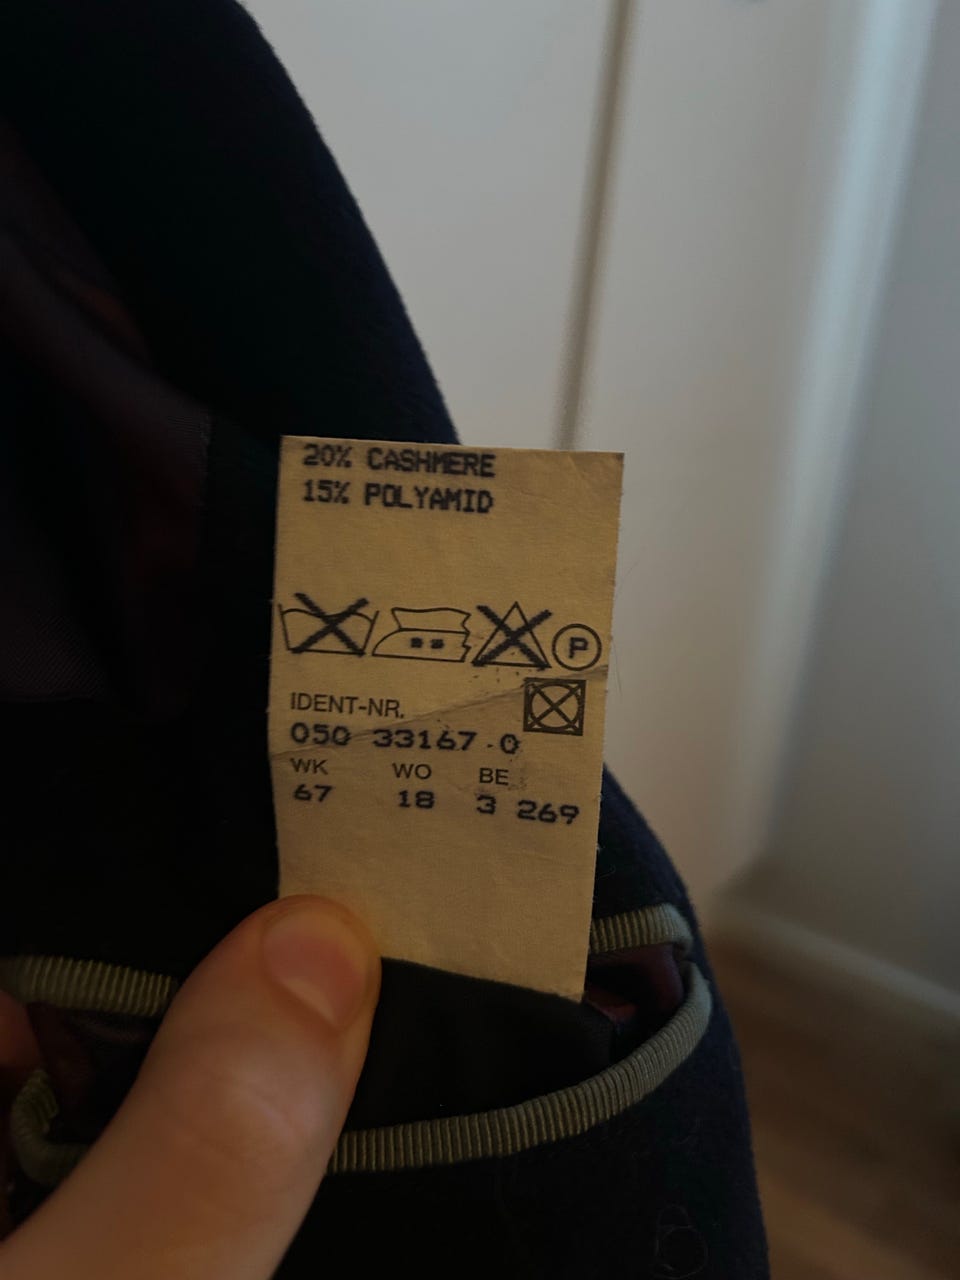 20% CASHMERE
15% POLYAMID
P
IDENT-NR.
050 33167 0
WK WO BE
67 18 3 269